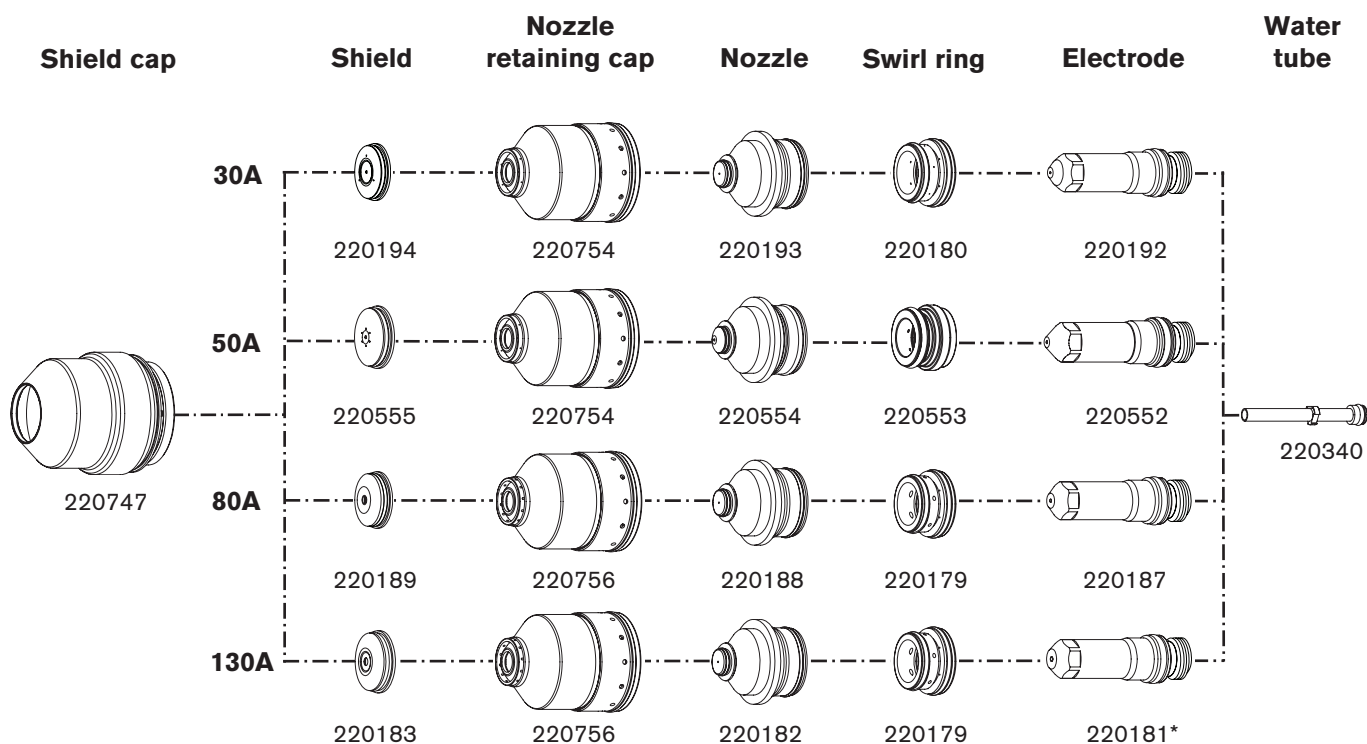 Shield cap
Shield
Nozzle
retaining cap
Nozzle
Swirl ring
Electrode
Water
tube
30A
220194
220754
220193
220180
220192
50A
220555
220754
220554
220553
220552
220747
220340
80A
220189
220756
220188
220179
220187
130A
220183
220756
220182
220179
220181*